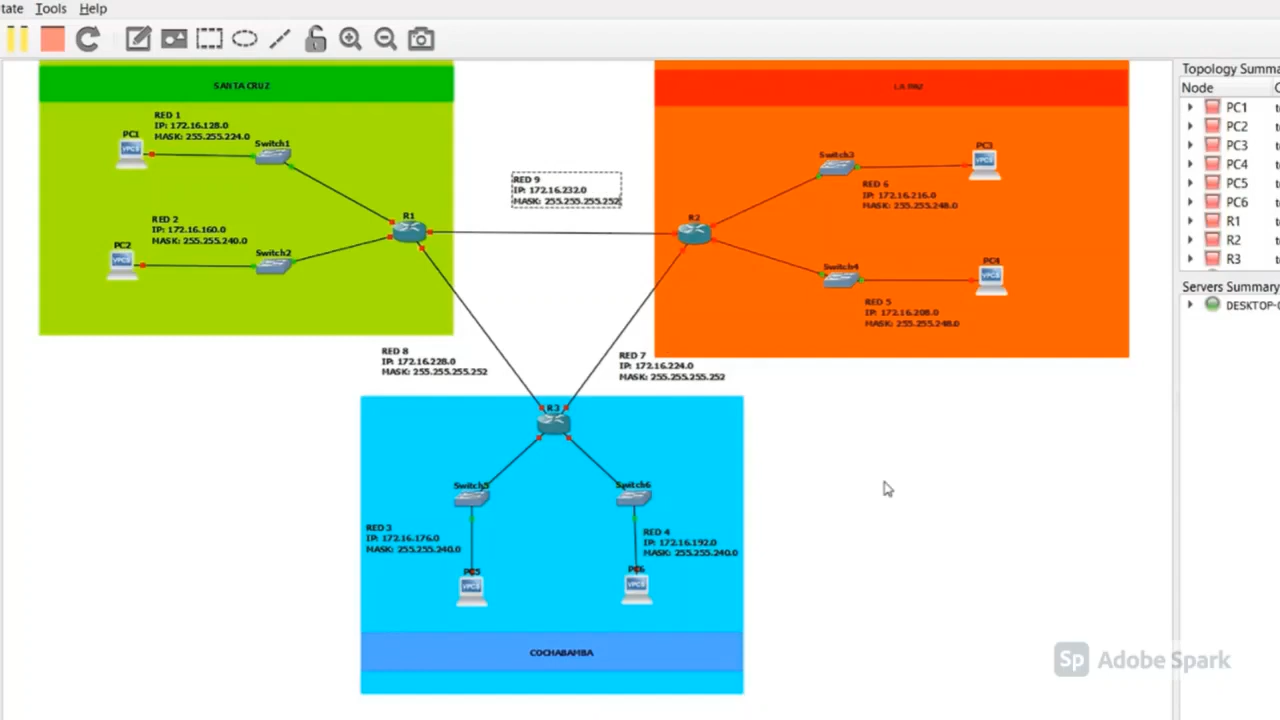 tate Tools Help
SANTA CRUZ
RED 1
IP: 172.16.128.0
MASK: 255.255.224.0
PC1
VPCS
Switch1
RED 2
IP: 172.16.160.0
MASK: 255.255.240.0
PC2
VPCS
Switch2
R1
RED 9
IP: 172.16.232.0
MASK: 255.255.255.252
LA PAZ
R2
Switch3
PC3
VPCS
RED 6
IP: 172.16.216.0
MASK: 255.255.248.0
Switch4
PC4
VPCS
RED 5
IP: 172.16.208.0
MASK: 255.255.248.0
RED 8
IP: 172.16.228.0
MASK: 255.255.255.252
RED 7
IP: 172.16.224.0
MASK: 255.255.255.252
R3
Switch5
Switch6
RED 3
IP: 172.16.176.0
MASK: 255.255.240.0
RED 4
IP: 172.16.192.0
MASK: 255.255.240.0
PC5
VPCS
PC6
VPCS
COCHABAMBA
Topology Summa
Node
PC1
PC2
PC3
PC4
PC5
PC6
R1
R2
R3
Servers Summary
DESKTOP-
Sp Adobe Spark